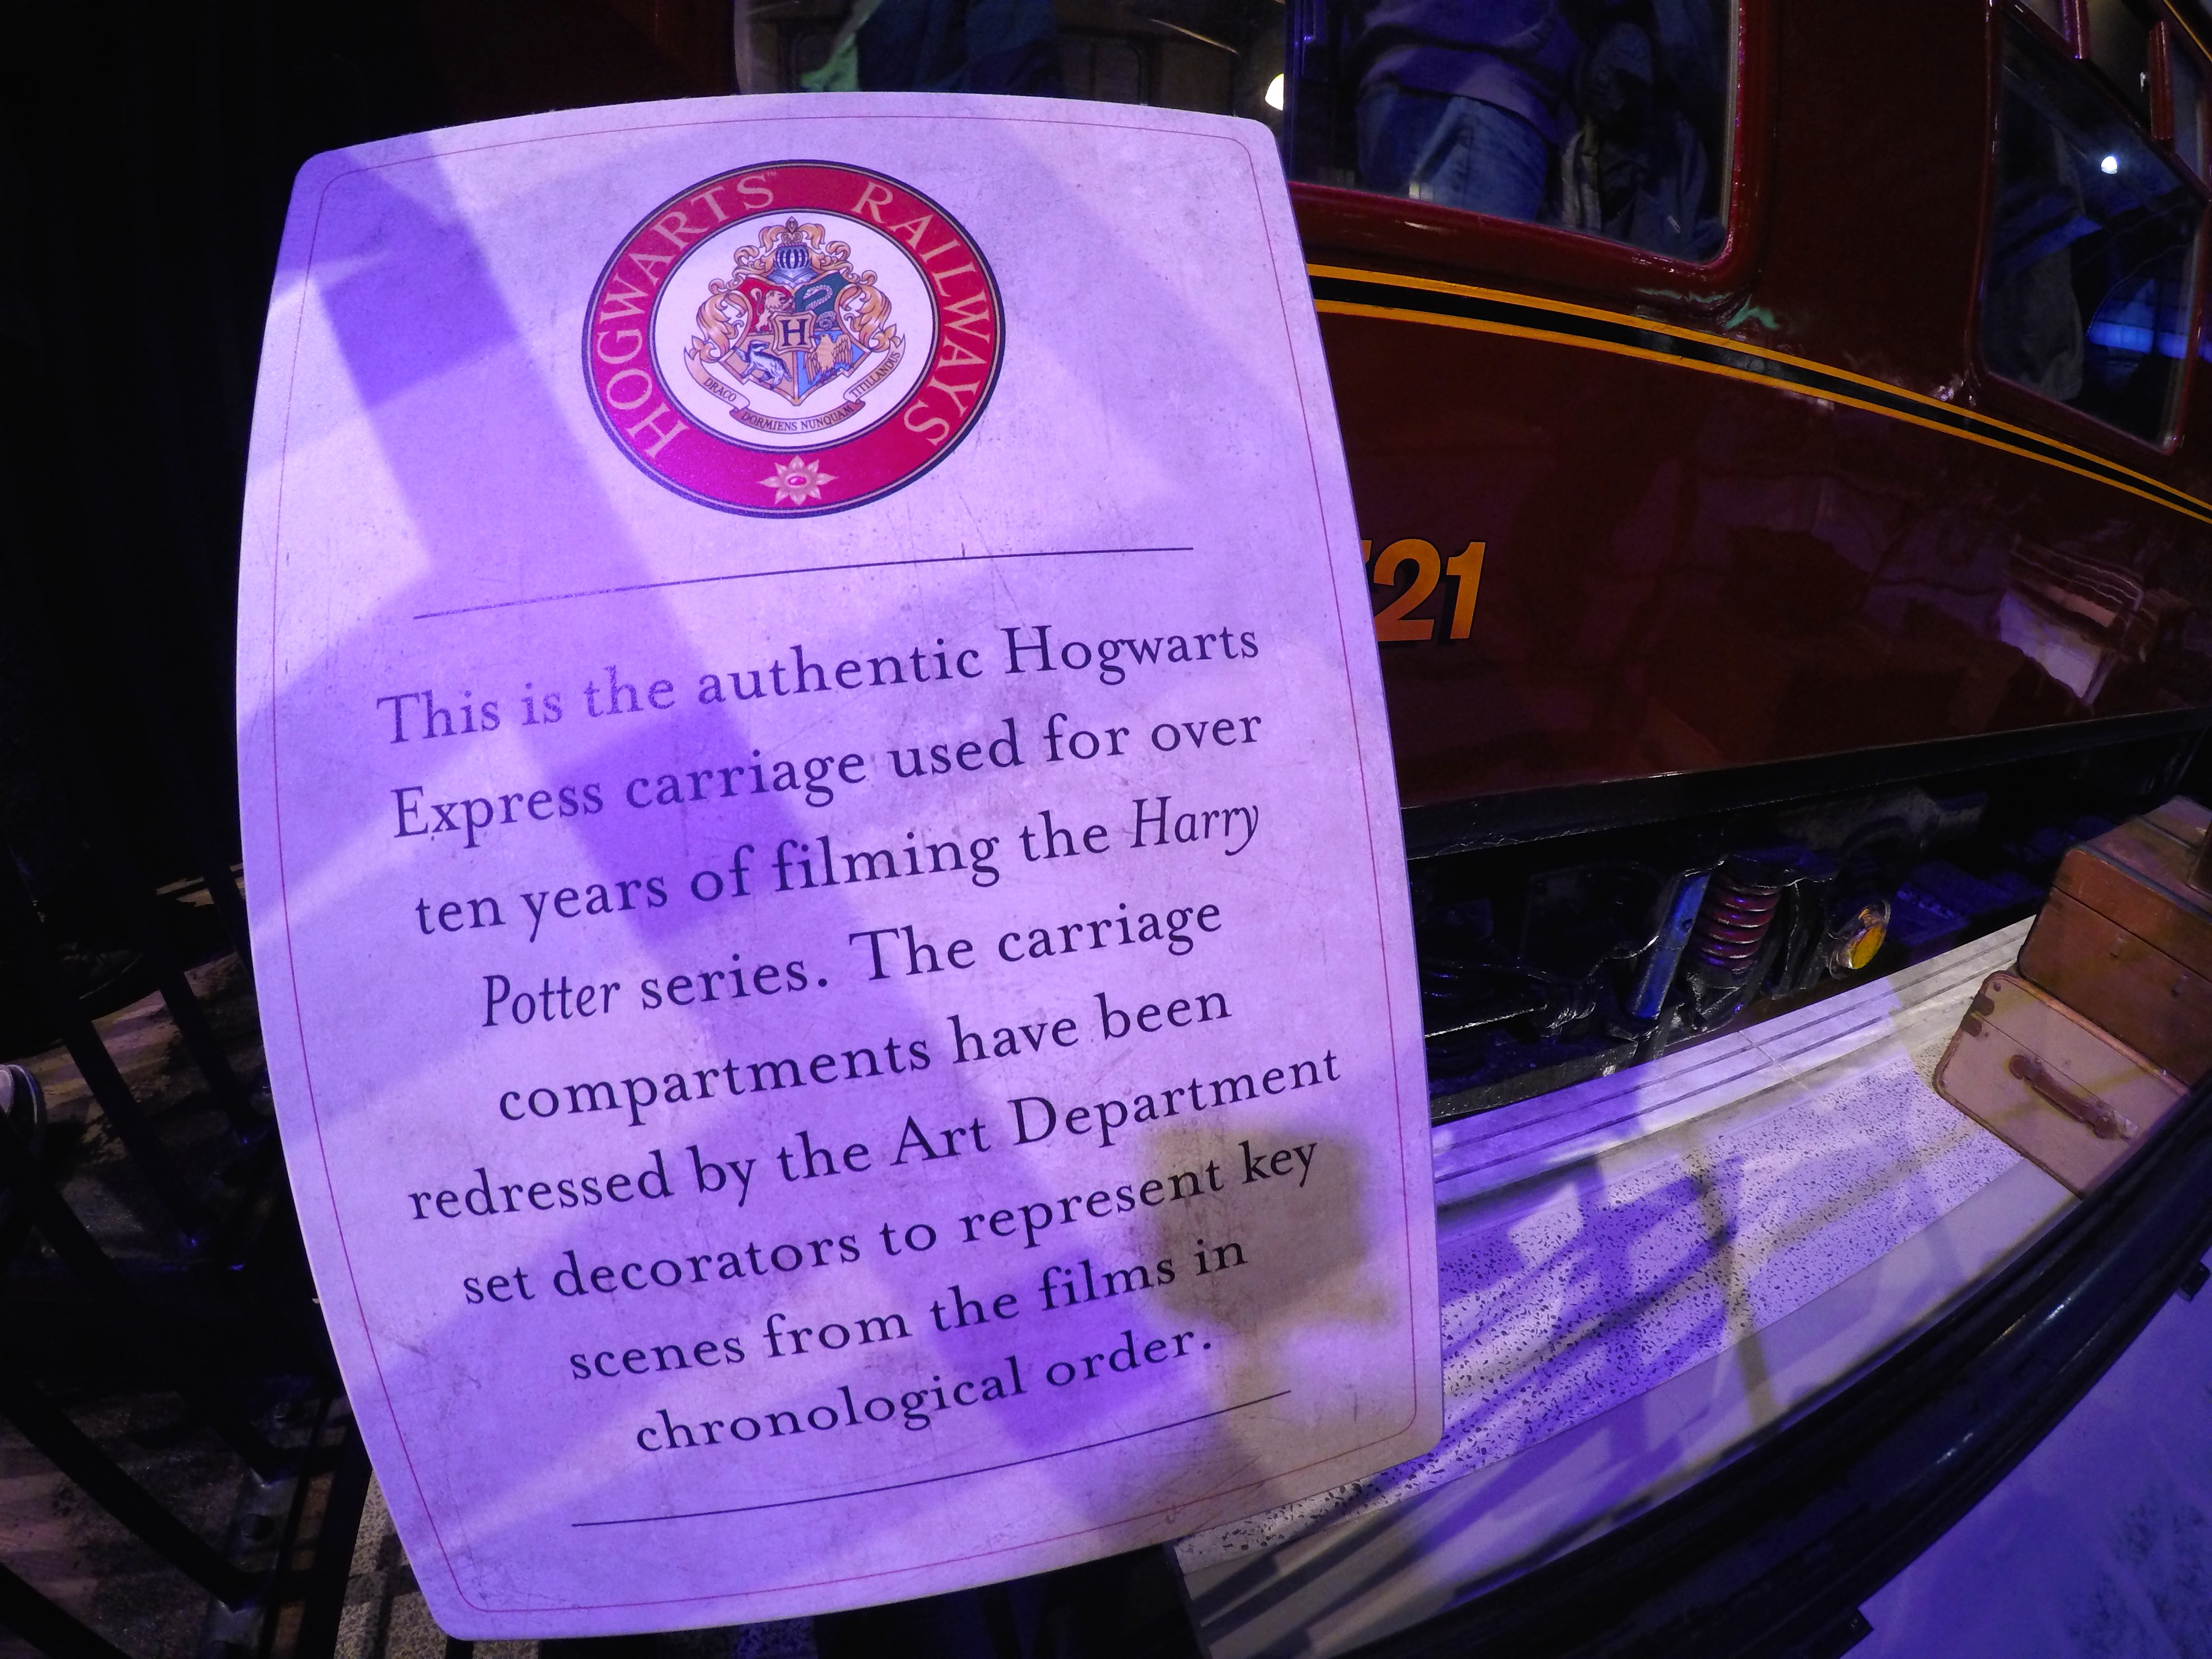 HOGWARTS™ RAILWAYS
H
DRACO DORMIENS NUNQUAM TITILLANDUS
This is the authentic Hogwarts
Express carriage used for over
ten years of filming the Harry
Potter series. The carriage
compartments have been
redressed by the Art Department
set decorators to represent key
scenes from the films in
chronological order.
21